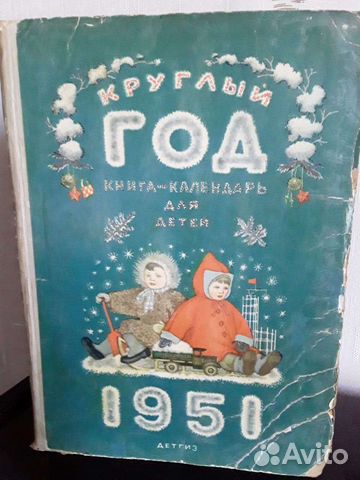 КРУГЛЫЙ
ГОД
КНИГА-КАЛЕНДАРЬ
ДЛЯ
ДЕТЕЙ
1951
ДЕТГИЗ
Avito